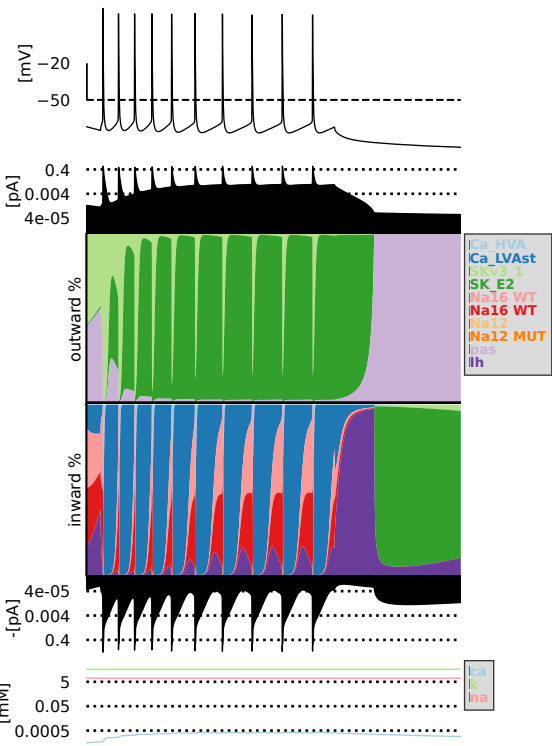 [mV]
−20
−50
[pA]
0.4
0.004
4e-05
outward %
Ca_HVA
Ca_LVAst
SKv3_1
SK_E2
Na16 WT
Na16 WT
Na12
Na12 MUT
pas
Ih
inward %
-[pA]
4e-05
0.004
0.4
[mM]
5
0.05
0.0005
ca
k
na